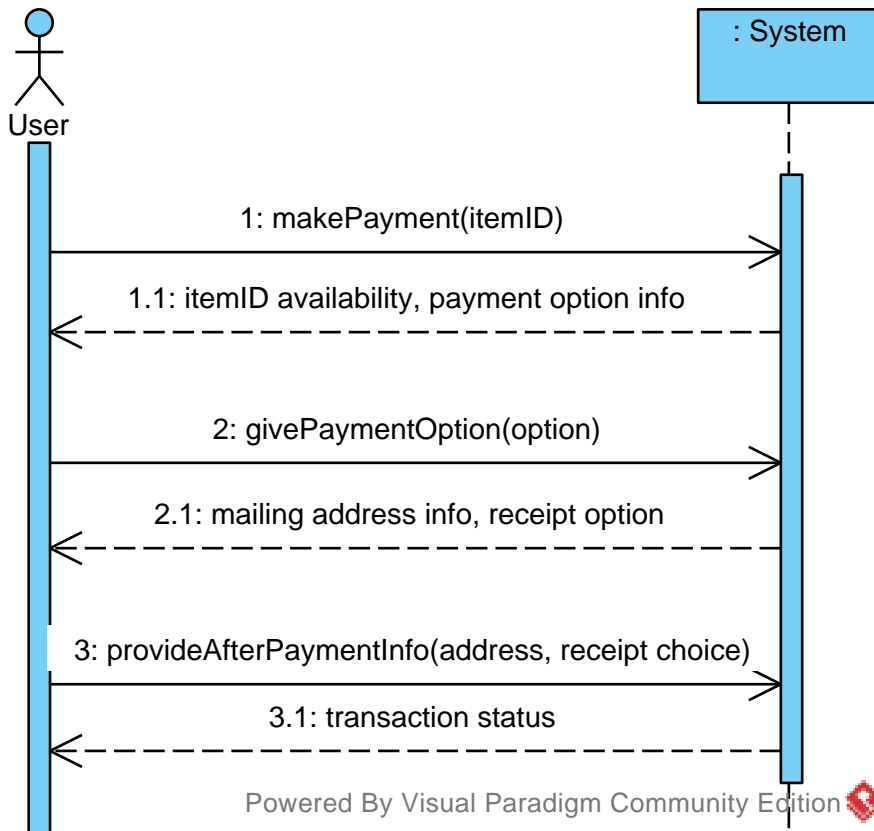 : System
User
1: makePayment(itemID)
1.1: itemID availability, payment option info
2: givePaymentOption(option)
2.1: mailing address info, receipt option
3: provideAfterPaymentInfo(address, receipt choice)
3.1: transaction status
Powered By Visual Paradigm Community Edition